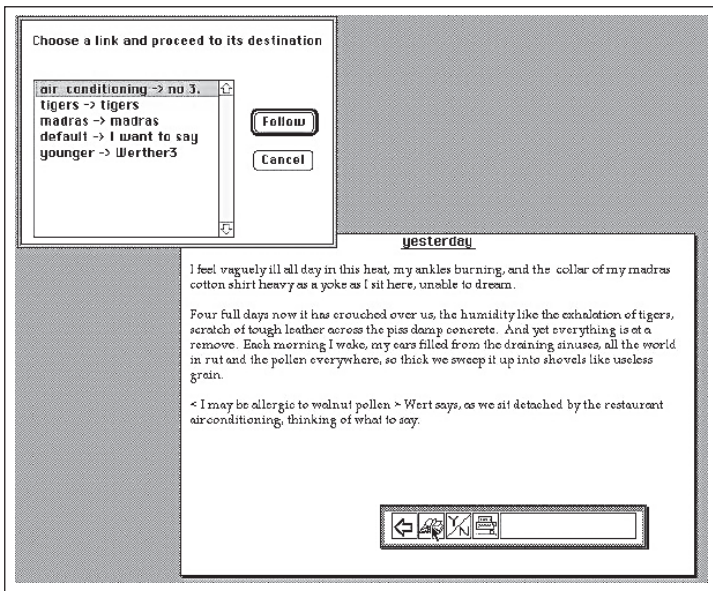 Choose a link and proceed to its destination
air conditioning -> no 3.
tigers -> tigers
madras -> madras
default -> I want to say
younger -> Werther3
Follow
Cancel
yesterday
I feel vaguely ill all day in this heat, my ankles burning, and the collar of my madras
cotton shirt heavy as a yoke as I sit here, unable to dream.
Four full days now it has crouched over us, the humidity like the exhalation of tigers,
scratch of tough leather across the piss damp concrete. And yet everything is at a
remove. Each morning I wake, my ears filled from the draining sinuses, all the world
in rut and the pollen everywhere, so thick we sweep it up into shovels like useless
grain.
< I may be allergic to walnut pollen > Wert says, as we sit detached by the restaurant
airconditioning, thinking of what to say.
Y/N